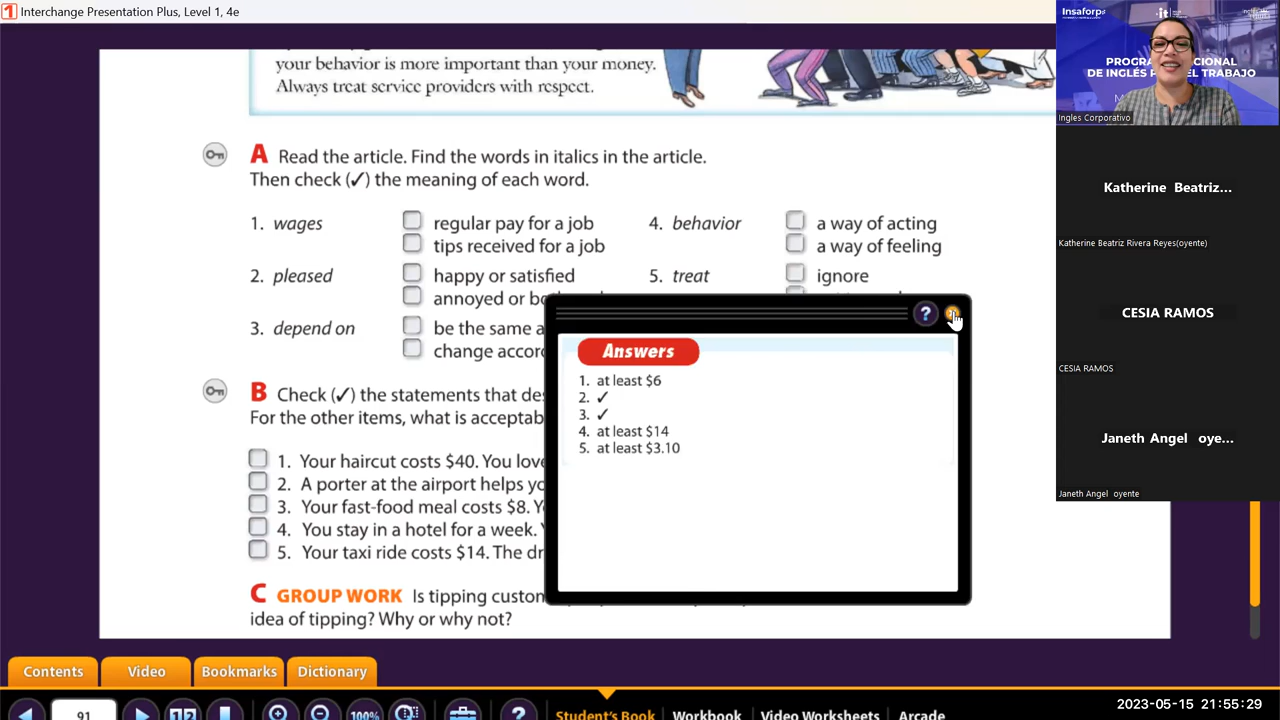 Interchange Presentation Plus, Level 1, 4e
your behavior is more important than your money.
Always treat service providers with respect.
A Read the article. Find the words in italics in the article.
Then check (✓) the meaning of each word.
1. wages
regular pay for a job
tips received for a job
2. pleased
happy or satisfied
annoyed or bo
3. depend on
be the same a
change accor
4. behavior
a way of acting
a way of feeling
5. treat
ignore
B Check (✓) the statements that des
For the other items, what is acceptab
1. Your haircut costs $40. You love
2. A porter at the airport helps yo
3. Your fast-food meal costs $8. Yo
4. You stay in a hotel for a week. Y
5. Your taxi ride costs $14. The dr
C GROUP WORK Is tipping custom
idea of tipping? Why or why not?
?
Answers
1. at least $6
2. ✓
3. ✓
4. at least $14
5. at least $3.10
Contents
Video
Bookmarks
Dictionary
91
100%
?
Student's Book
Workbook
Video Worksheets
Arcade
Insaforp
it
DE INGLÉS
EL TRABAJO
Ingles Corporativo
Katherine Beatriz...
Katherine Beatriz Rivera Reyes(oyente)
CESIA RAMOS
CESIA RAMOS
Janeth Angel oye...
Janeth Angel oyente
2023-05-15 21:55:29